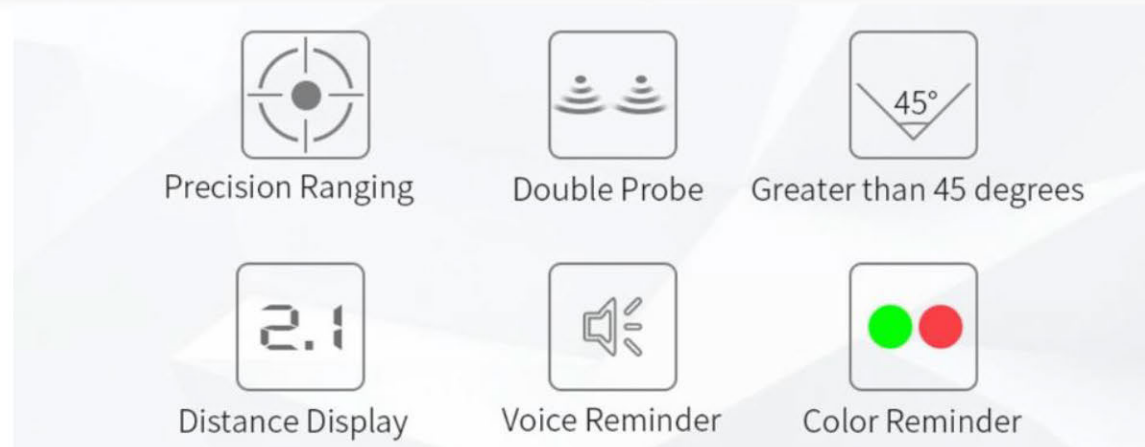 45°
Precision Ranging
Double Probe
Greater than 45 degrees
2.1
Distance Display
Voice Reminder
Color Reminder